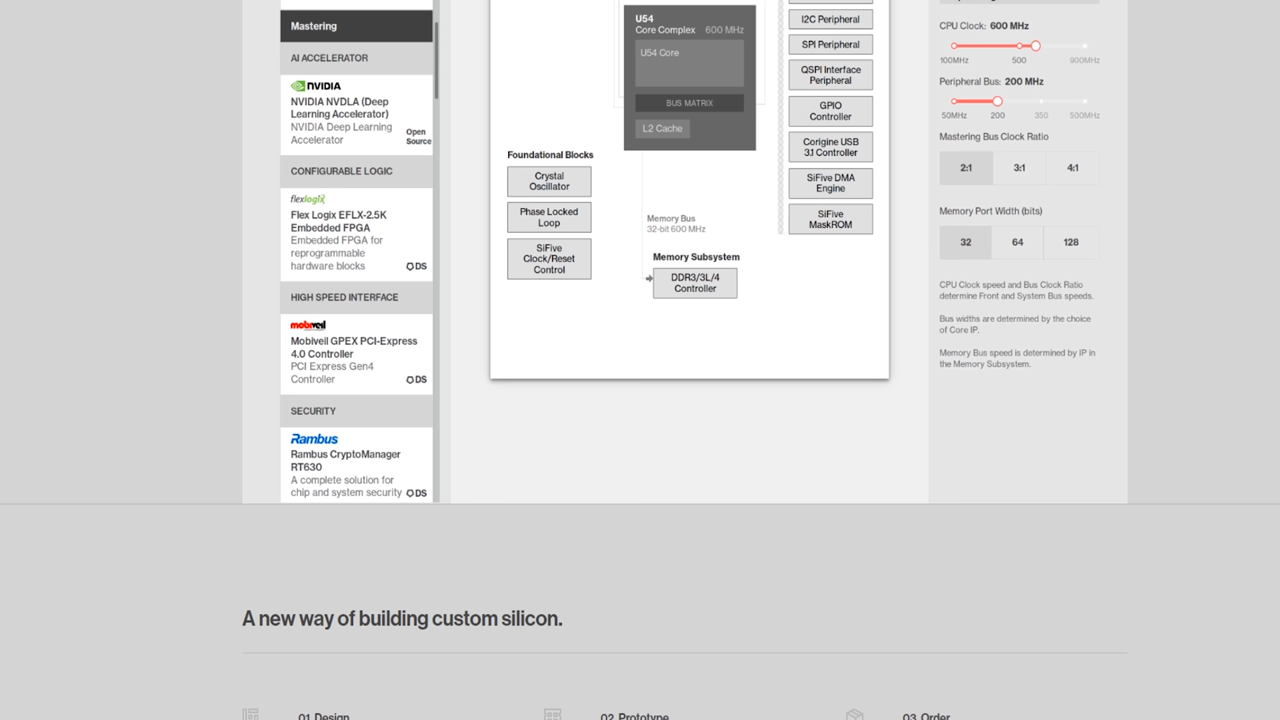 Mastering
AI ACCELERATOR
NVIDIA
NVIDIA NVDLA (Deep
Learning Accelerator)
NVIDIA Deep Learning
Accelerator
Open
Source
CONFIGURABLE LOGIC
flexlogix
Flex Logix EFLX-2.5K
Embedded FPGA
Embedded FPGA for
reprogrammable
hardware blocks
DS
HIGH SPEED INTERFACE
mobiveil
Mobiveil GPEX PCI-Express
4.0 Controller
PCI Express Gen4
Controller
DS
SECURITY
Rambus
Rambus CryptoManager
RT630
A complete solution for
chip and system security
DS
U54
Core Complex 600 MHz
U54 Core
BUS MATRIX
L2 Cache
Foundational Blocks
Crystal
Oscillator
Phase Locked
Loop
SiFive
Clock/Reset
Control
Memory Bus
32-bit 600 MHz
Memory Subsystem
DDR3/3L/4
Controller
I2C Peripheral
SPI Peripheral
QSPI Interface
Peripheral
GPIO
Controller
Corigine USB
3.1 Controller
SiFive DMA
Engine
SiFive
MaskROM
CPU Clock: 600 MHz
100MHz 500 900MHz
Peripheral Bus: 200 MHz
50MHz 200 350 500MHz
Mastering Bus Clock Ratio
2:1 3:1 4:1
Memory Port Width (bits)
32 64 128
CPU Clock speed and Bus Clock Ratio
determine Front and System Bus speeds.
Bus widths are determined by the choice
of Core IP.
Memory Bus speed is determined by IP in
the Memory Subsystem.
A new way of building custom silicon.
01 Design 02 Prototype 03 Order